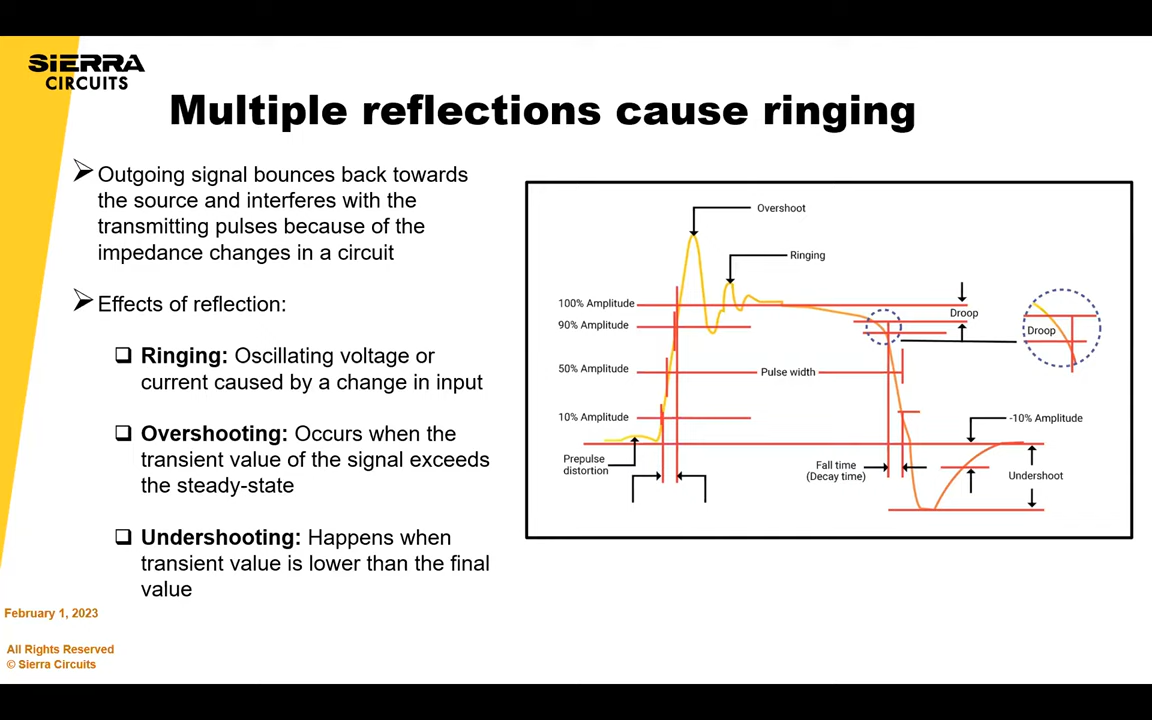 SIERRA
CIRCUITS
Multiple reflections cause ringing
Outgoing signal bounces back towards
the source and interferes with the
transmitting pulses because of the
impedance changes in a circuit
Effects of reflection:
Ringing: Oscillating voltage or
current caused by a change in input
Overshooting: Occurs when the
transient value of the signal exceeds
the steady-state
Undershooting: Happens when
transient value is lower than the final
value
Overshoot
Ringing
100% Amplitude
90% Amplitude
50% Amplitude
10% Amplitude
Prepulse
distortion
Pulse width
Droop
Droop
-10% Amplitude
Fall time
(Decay time)
Undershoot
February 1, 2023
All Rights Reserved
© Sierra Circuits